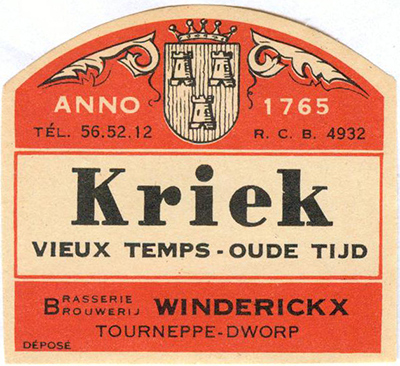 ANNO 1765
TÉL. 56.52.12 R. C. B. 4932
Kriek
VIEUX TEMPS - OUDE TIJD
BRASSERIE
BROUWERIJ WINDERICKX
TOURNEPPE-DWORP
DÉPOSÉ